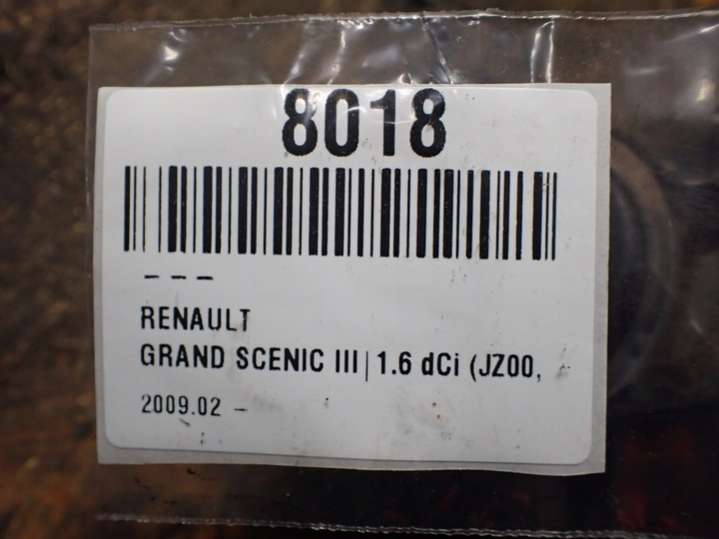 8018
– – –
RENAULT
GRAND SCENIC III | 1.6 dCi (JZ00,
2009.02 –